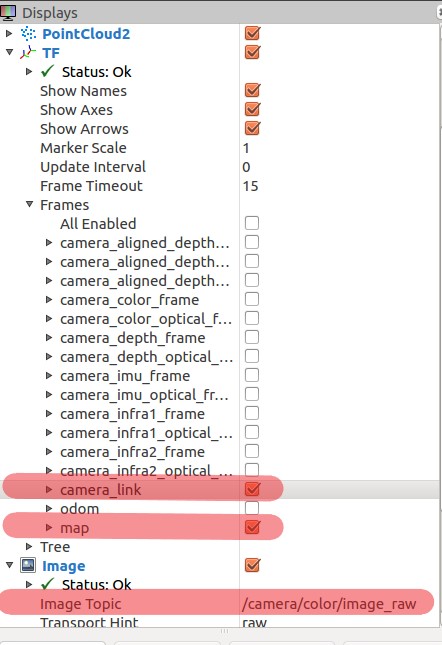 Displays
PointCloud2
TF
Status: Ok
Show Names
Show Axes
Show Arrows
Marker Scale 1
Update Interval 0
Frame Timeout 15
Frames
All Enabled
camera_aligned_depth...
camera_aligned_depth...
camera_aligned_depth...
camera_color_frame
camera_color_optical_f...
camera_depth_frame
camera_depth_optical_...
camera_imu_frame
camera_imu_optical_fr...
camera_infra1_frame
camera_infra1_optical_...
camera_infra2_frame
camera_infra2_optical_...
camera_link
odom
map
Tree
Image
Status: Ok
Image Topic /camera/color/image_raw
Transport Hint raw